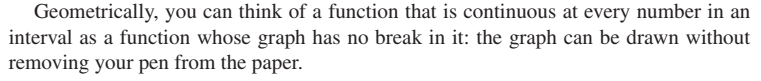 Geometrically, you can think of a function that is continuous at every number in an
interval as a function whose graph has no break in it: the graph can be drawn without
removing your pen from the paper.